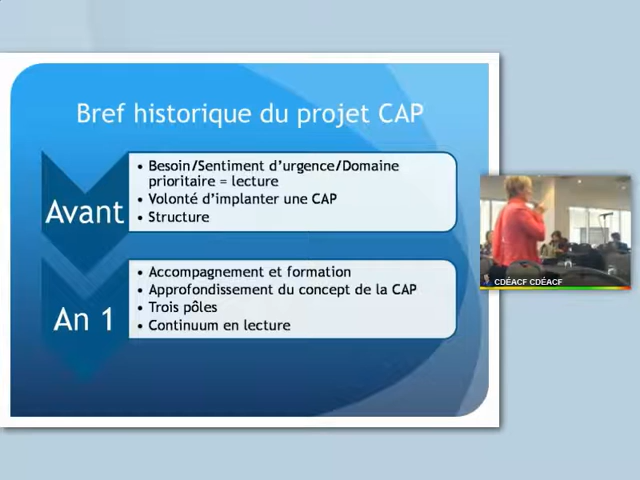 Bref historique du projet CAP
Avant
• Besoin/Sentiment d'urgence/Domaine
prioritaire = lecture
• Volonté d'implanter une CAP
• Structure
An 1
• Accompagnement et formation
• Approfondissement du concept de la CAP
• Trois pôles
• Continuum en lecture
CDÉACF CDÉACF